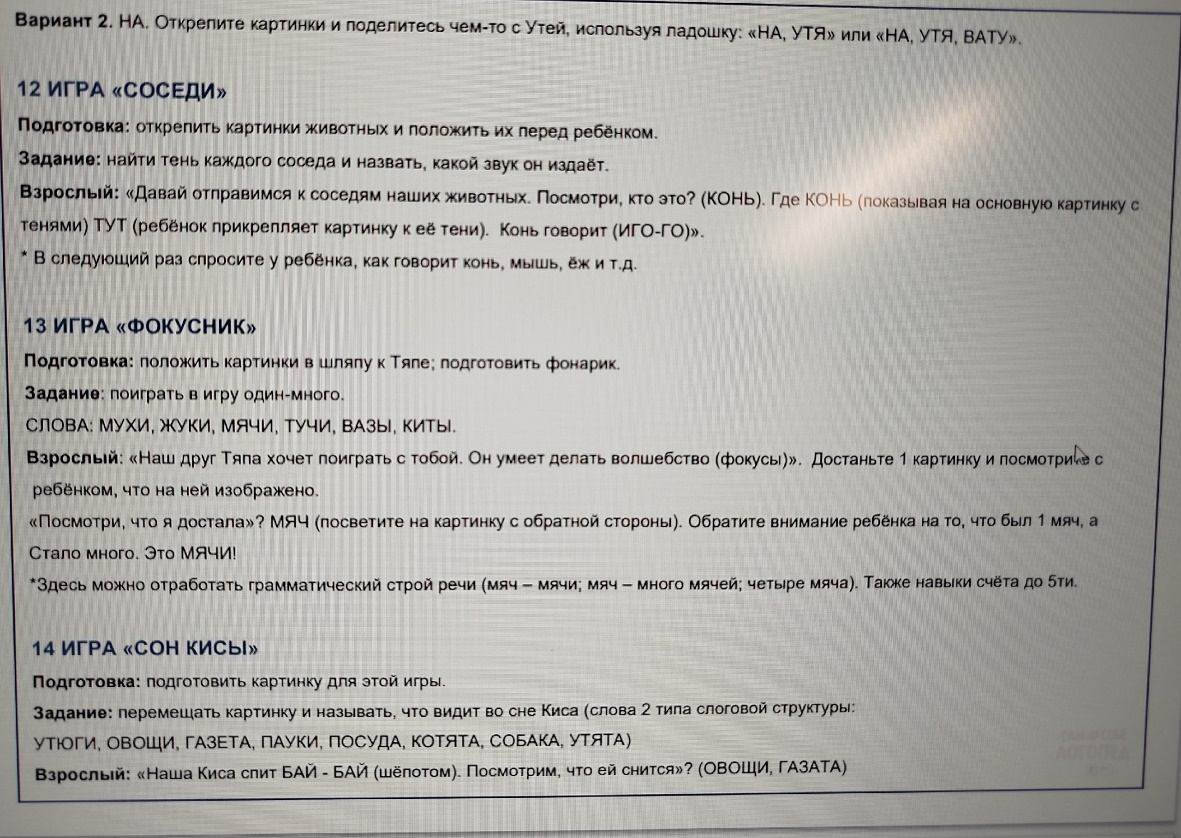 Вариант 2. НА. Открепите картинки и поделитесь чем-то с Утей, используя ладошку: «НА, УТЯ» или «НА, УТЯ, ВАТУ».
12 ИГРА «СОСЕДИ»
Подготовка: открепить картинки животных и положить их перед ребёнком.
Задание: найти тень каждого соседа и назвать, какой звук он издаёт.
Взрослый: «Давай отправимся к соседям наших животных. Посмотри, кто это? (КОНЬ). Где КОНЬ (показывая на основную картинку с
тенями) ТУТ (ребёнок прикрепляет картинку к её тени). Конь говорит (ИГО-ГО)».
* В следующий раз спросите у ребёнка, как говорит конь, мышь, ёж и т.д.
13 ИГРА «ФОКУСНИК»
Подготовка: положить картинки в шляпу к Тяпе; подготовить фонарик.
Задание: поиграть в игру один-много.
СЛОВА: МУХИ, ЖУКИ, МЯЧИ, ТУЧИ, ВАЗЫ, КИТЫ.
Взрослый: «Наш друг Тяпа хочет поиграть с тобой. Он умеет делать волшебство (фокусы)». Достаньте 1 картинку и посмотрите с
ребёнком, что на ней изображено.
«Посмотри, что я достала»? МЯЧ (посветите на картинку с обратной стороны). Обратите внимание ребёнка на то, что был 1 мяч, а
Стало много. Это МЯЧИ!
*Здесь можно отработать грамматический строй речи (мяч – мячи; мяч – много мячей; четыре мяча). Также навыки счёта до 5ти.
14 ИГРА «СОН КИСЫ»
Подготовка: подготовить картинку для этой игры.
Задание: перемещать картинку и называть, что видит во сне Киса (слова 2 типа слоговой структуры:
УТЮГИ, ОВОЩИ, ГАЗЕТА, ПАУКИ, ПОСУДА, КОТЯТА, СОБАКА, УТЯТА)
Взрослый: «Наша Киса спит БАЙ - БАЙ (шёпотом). Посмотрим, что ей снится»? (ОВОЩИ, ГАЗАТА)